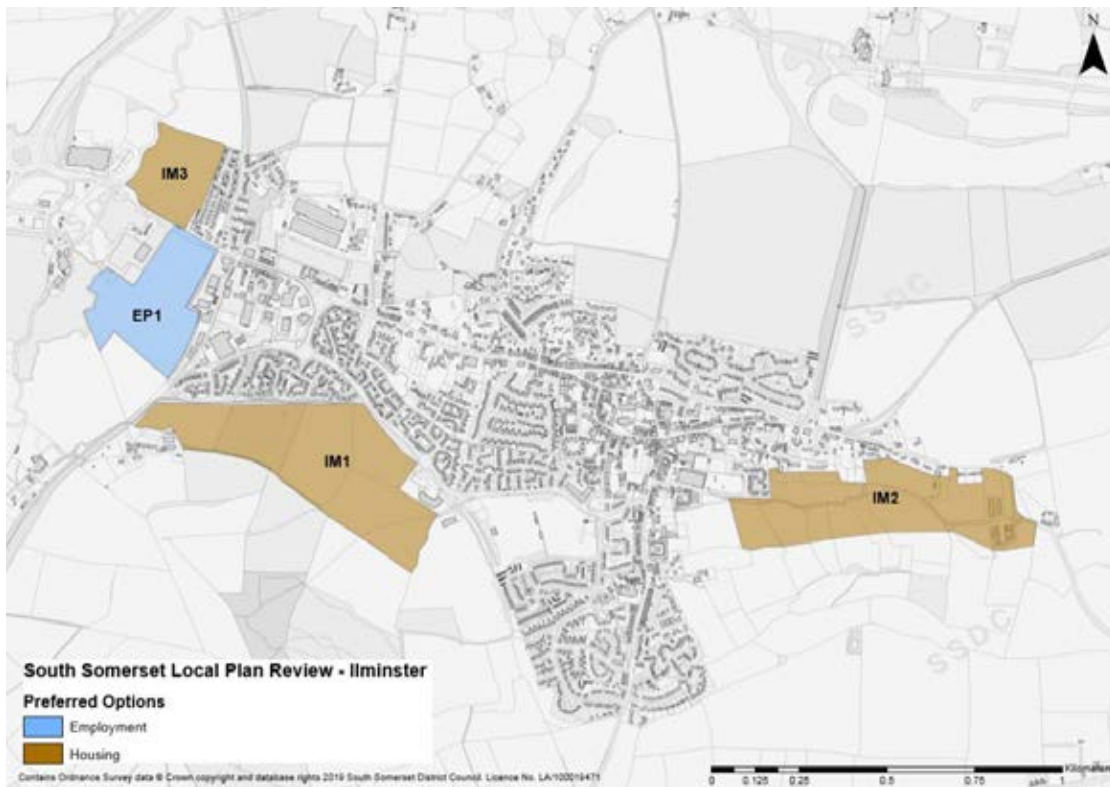 N
IM3
EP1
SSDC
IM1
IM2
SSDC
South Somerset Local Plan Review - Ilminster
Preferred Options
Employment
Housing
Contains Ordnance Survey data © Crown copyright and database rights 2019 South Somerset District Council. Licence No. LA/100019471
Kilometers
0 0.125 0.25 0.5 0.75 1